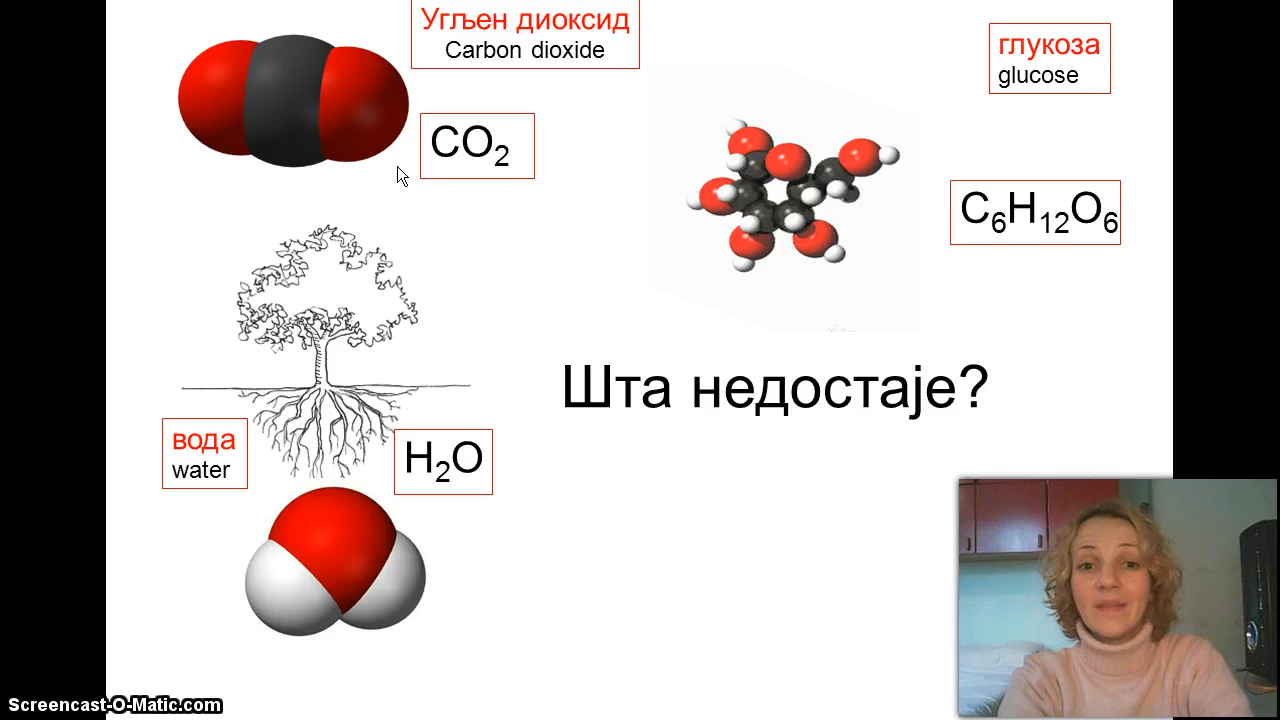 Угљен диоксид
Carbon dioxide
CO₂
глукоза
glucose
C₆H₁₂O₆
Шта недостаје?
вода
water
H₂O
Screencast-O-Matic.com